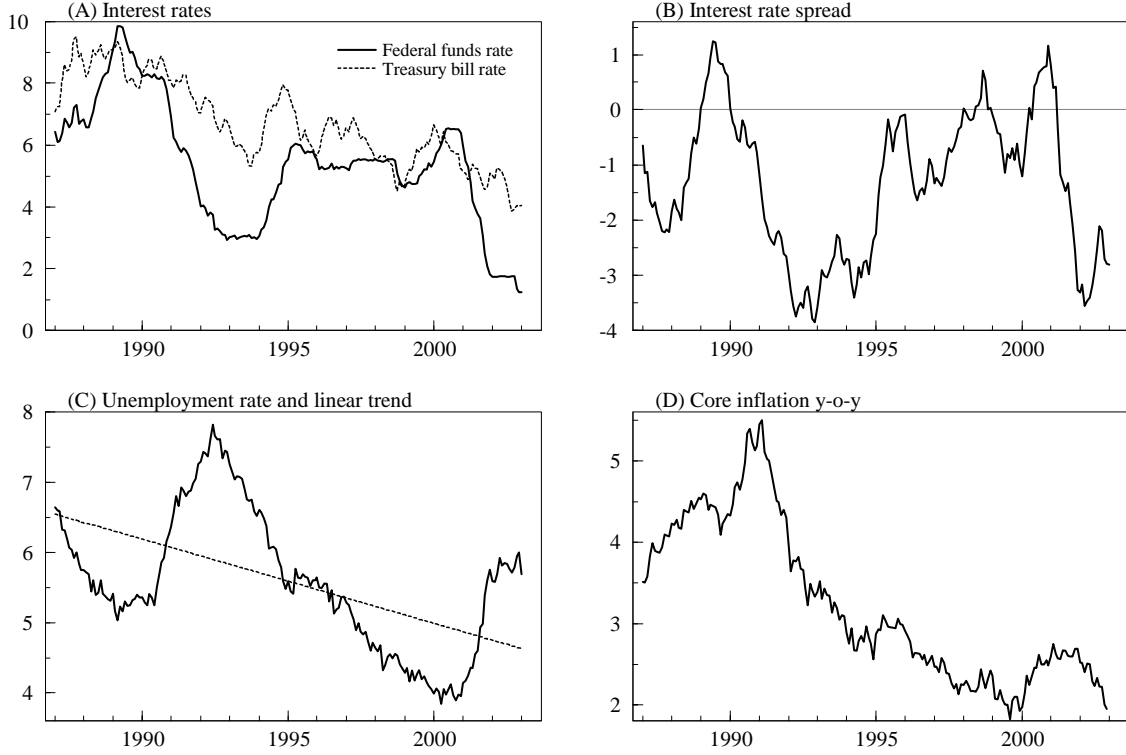 (A) Interest rates
10
8
6
4
2
0
Federal funds rate
Treasury bill rate
1990 1995 2000
(B) Interest rate spread
1
0
-1
-2
-3
-4
1990 1995 2000
(C) Unemployment rate and linear trend
8
7
6
5
4
1990 1995 2000
(D) Core inflation y-o-y
5
4
3
2
1990 1995 2000